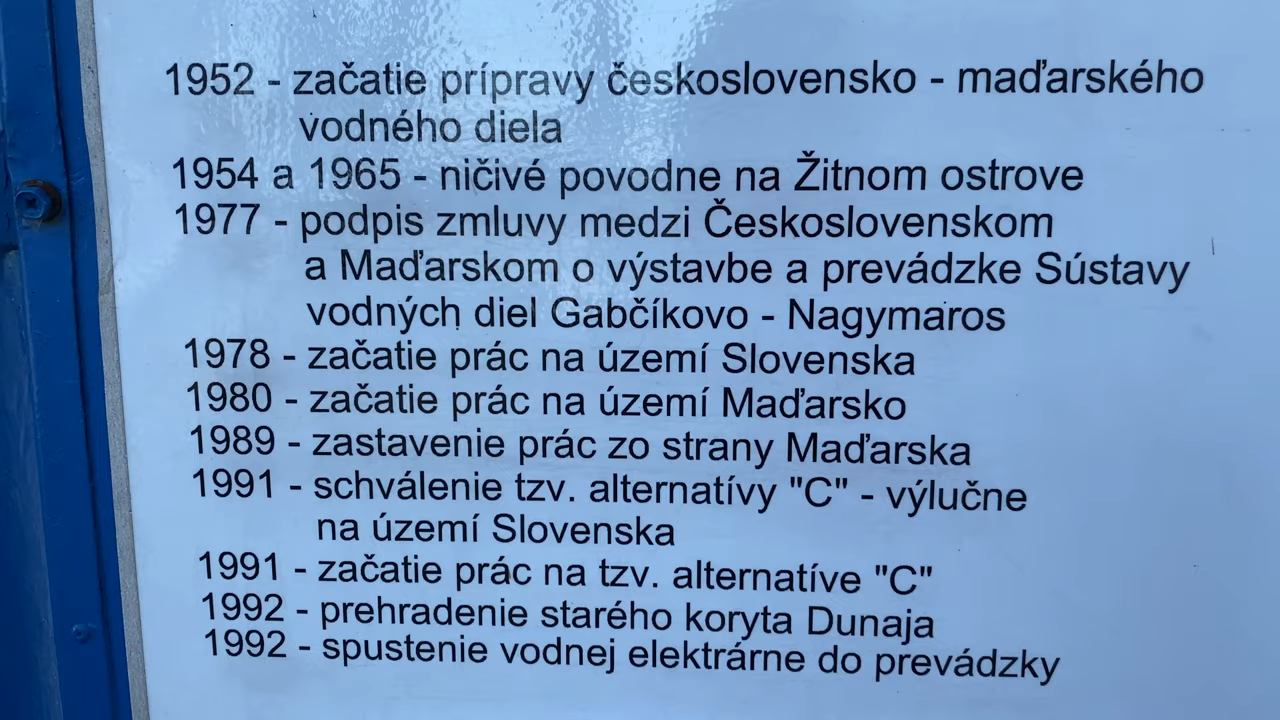 1952 - začatie prípravy československo - maďarského
vodného diela
1954 a 1965 - ničivé povodne na Žitnom ostrove
1977 - podpis zmluvy medzi Československom
a Maďarskom o výstavbe a prevádzke Sústavy
vodných diel Gabčíkovo - Nagymaros
1978 - začatie prác na území Slovenska
1980 - začatie prác na území Maďarsko
1989 - zastavenie prác zo strany Maďarska
1991 - schválenie tzv. alternatívy "C" - výlučne
na území Slovenska
1991 - začatie prác na tzv. alternatíve "C"
1992 - prehradenie starého koryta Dunaja
1992 - spustenie vodnej elektrárne do prevádzky